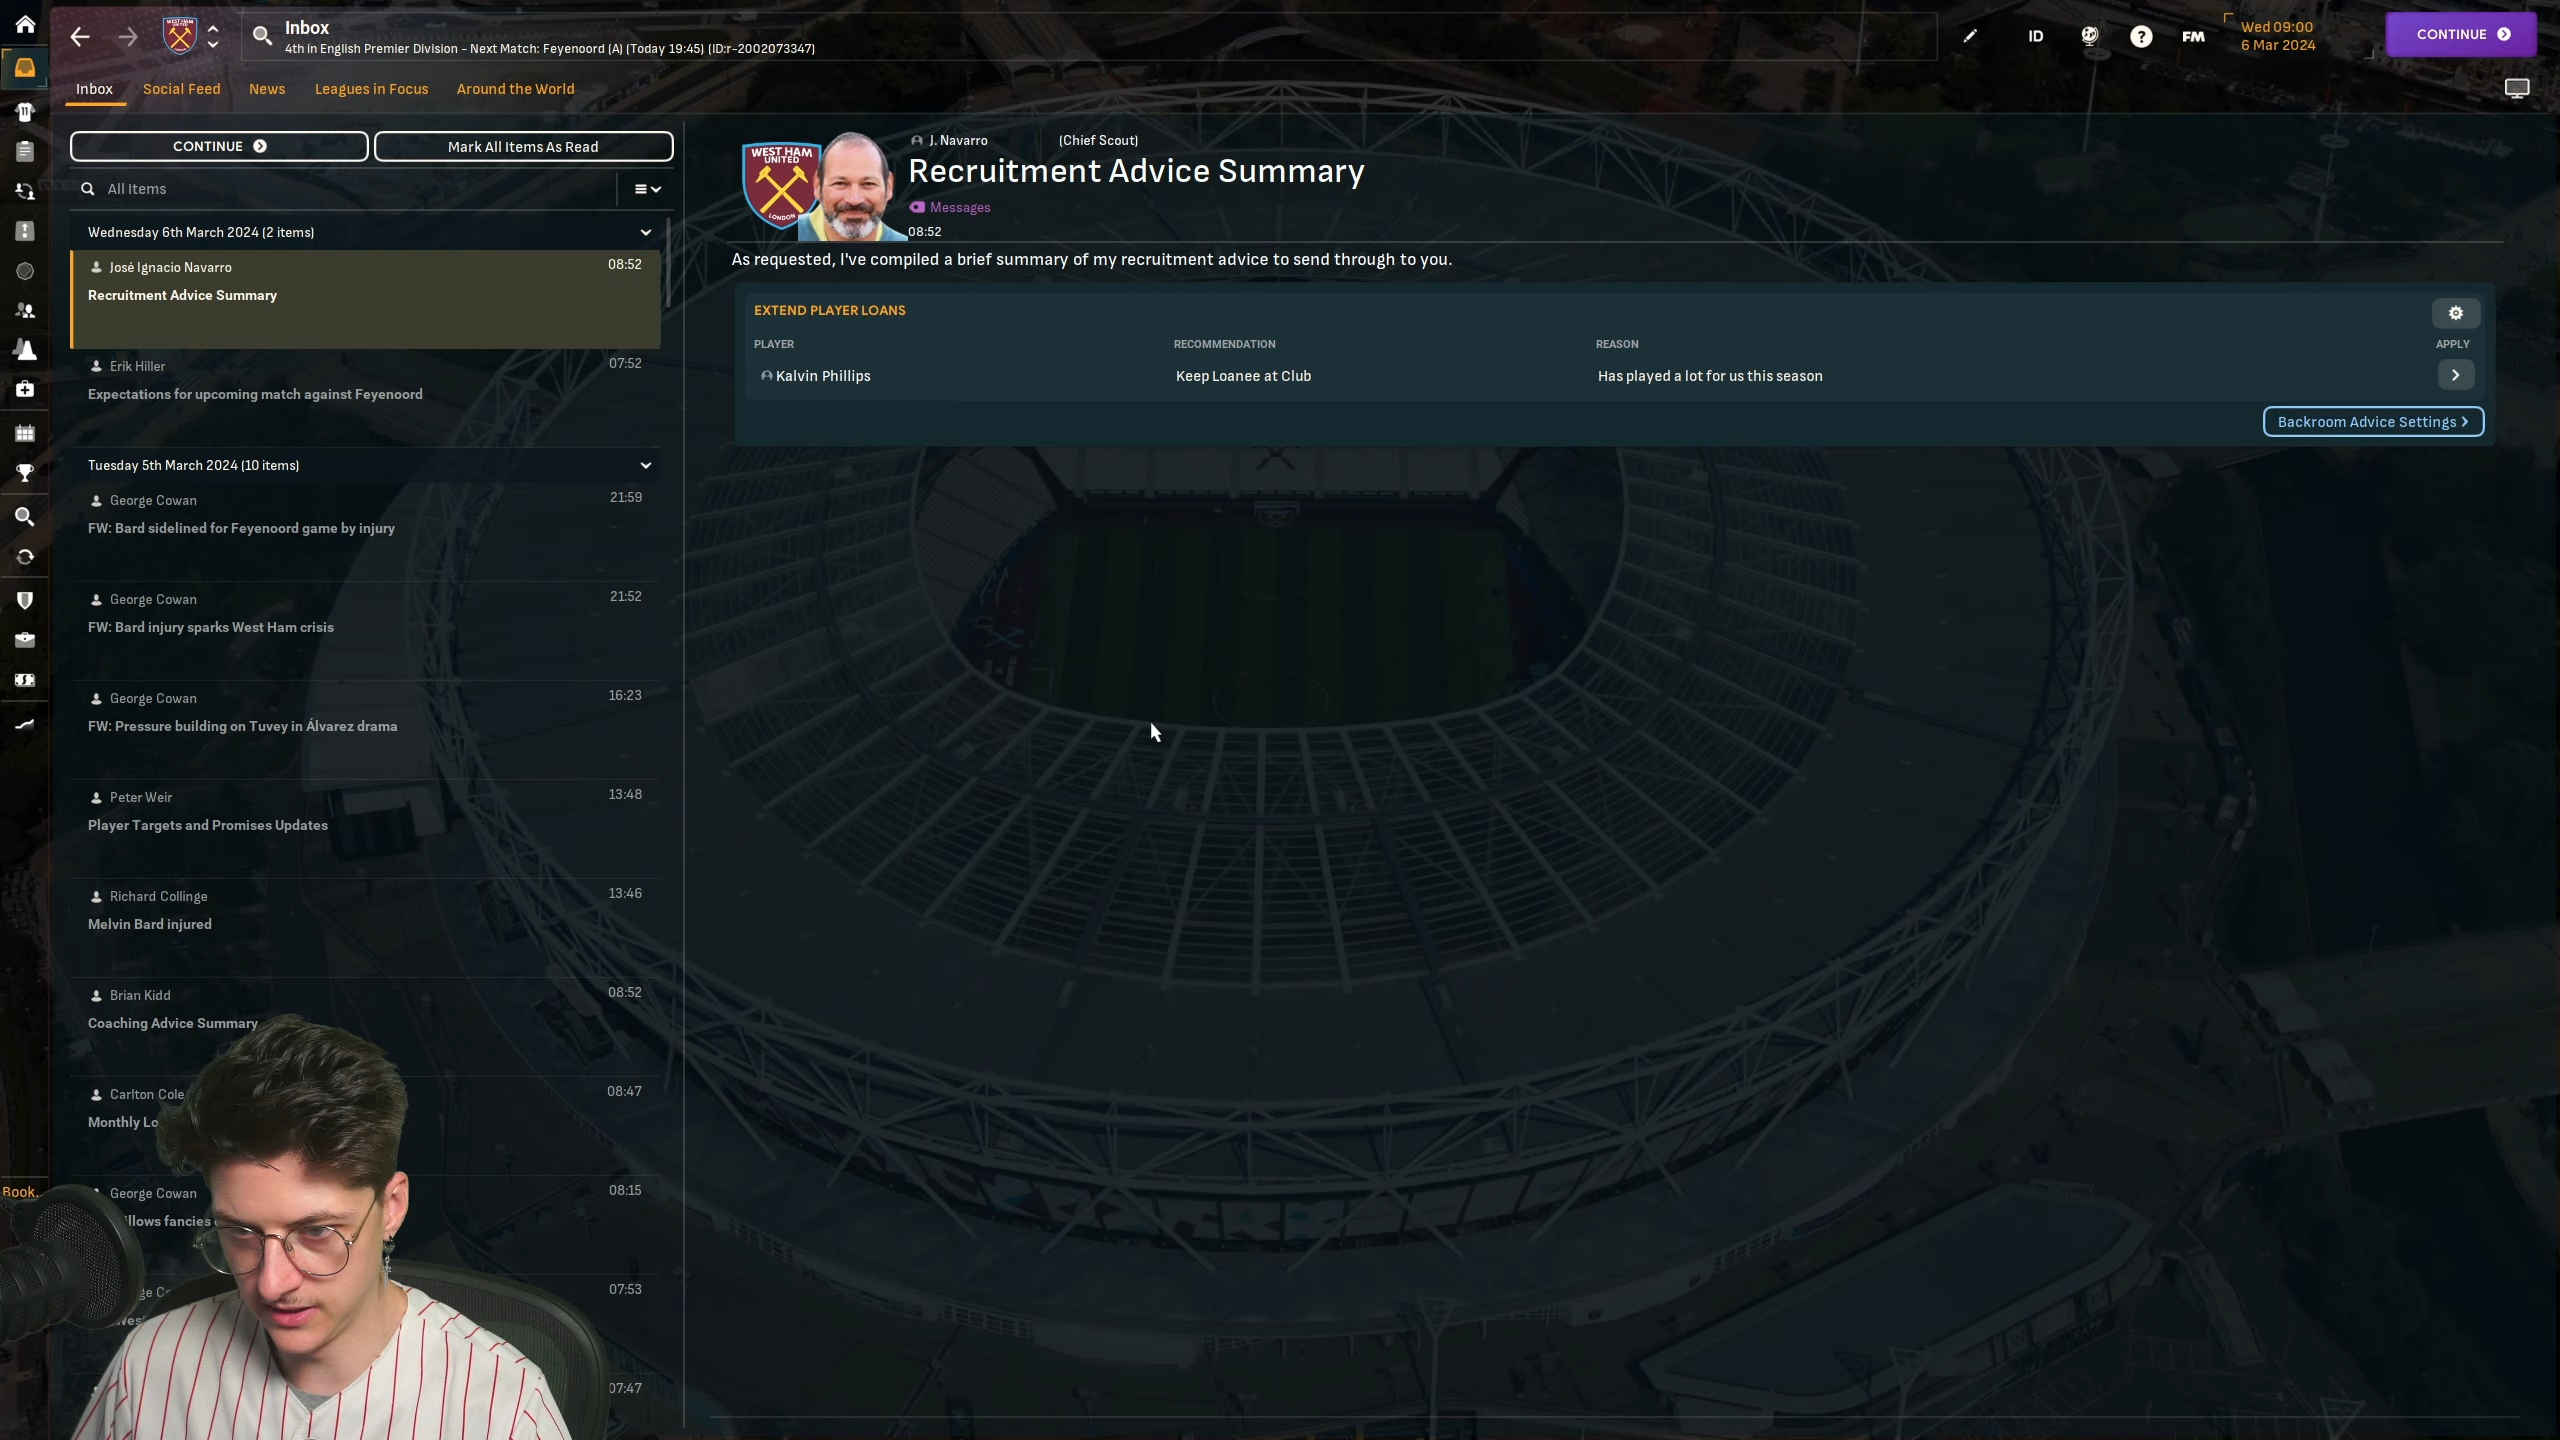 Inbox
4th in English Premier Division - Next Match: Feyenoord (A) (Today 19:45) (ID:r-2002073347)
ID
FM
Wed 09:00
6 Mar 2024
CONTINUE
Inbox
Social Feed
News
Leagues in Focus
Around the World
CONTINUE
Mark All Items As Read
All Items
Wednesday 6th March 2024 (2 items)
José Ignacio Navarro
08:52
Recruitment Advice Summary
Erik Hiller
07:52
Expectations for upcoming match against Feyenoord
Tuesday 5th March 2024 (10 items)
George Cowan
21:59
FW: Bard sidelined for Feyenoord game by injury
George Cowan
21:52
FW: Bard injury sparks West Ham crisis
George Cowan
16:23
FW: Pressure building on Tuvey in Álvarez drama
Peter Weir
13:48
Player Targets and Promises Updates
Richard Collinge
13:46
Melvin Bard injured
Brian Kidd
08:52
Coaching Advice Summary
Carlton Cole
08:47
Monthly Lo
George Cowan
08:15
llows fancies
07:53
07:47
Book.
WEST HAM
UNITED
LONDON
J. Navarro
(Chief Scout)
Recruitment Advice Summary
Messages
08:52
As requested, I've compiled a brief summary of my recruitment advice to send through to you.
EXTEND PLAYER LOANS
PLAYER
RECOMMENDATION
REASON
APPLY
Kalvin Phillips
Keep Loanee at Club
Has played a lot for us this season
Backroom Advice Settings